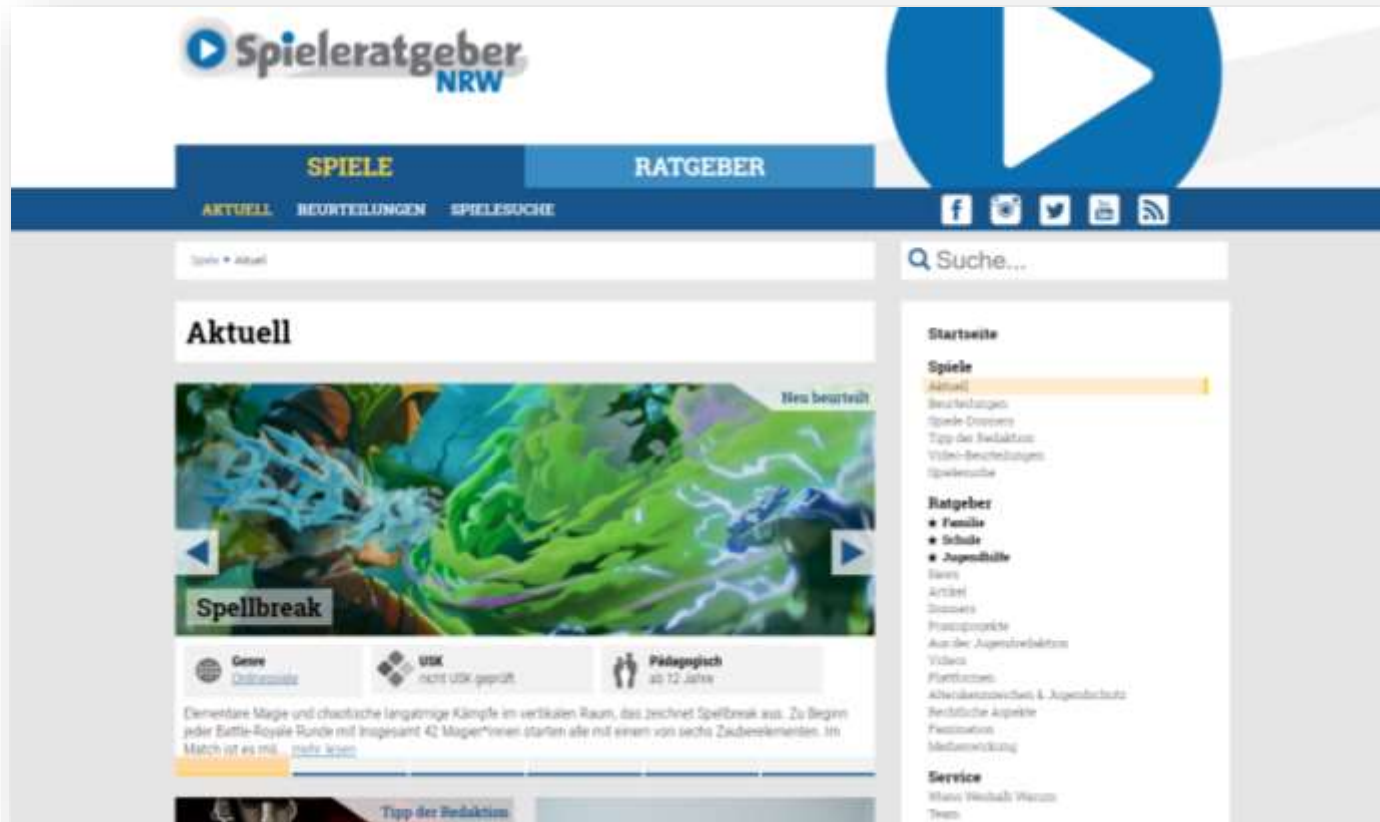 Spieleratgeber
NRW
SPIELE
RATGEBER
AKTUELL BEURTEILUNGEN SPIELESUCHE
Spiele Aktuell
Suche...
Aktuell
Neu beurteilt
Spellbreak
Genre
Onlinespiele
USK
nicht USK geprüft
Pädagogisch
ab 12 Jahre
Elementare Magie und chaotische langatmige Kämpfe im vertikalen Raum, das zeichnet Spellbreak aus. Zu Beginn
jeder Battle-Royale Runde mit insgesamt 42 Magier*innen starten alle mit einem von sechs Zauberelementen. Im
Match ist es mö... mehr lesen
Tipp der Redaktion
Startseite
Spiele
Aktuell
Beurteilungen
Spiele-Dossiers
Tipp der Redaktion
Video-Beurteilungen
Spielesuche
Ratgeber
★ Familie
★ Schule
★ Jugendhilfe
News
Artikel
Dossiers
Praxisprojekte
Aus der Jugendredaktion
Videos
Plattformen
Alterskennzeichen & Jugendschutz
Rechtliche Aspekte
Faszination
Medienwirkung
Service
Wieso Weshalb Warum
Team